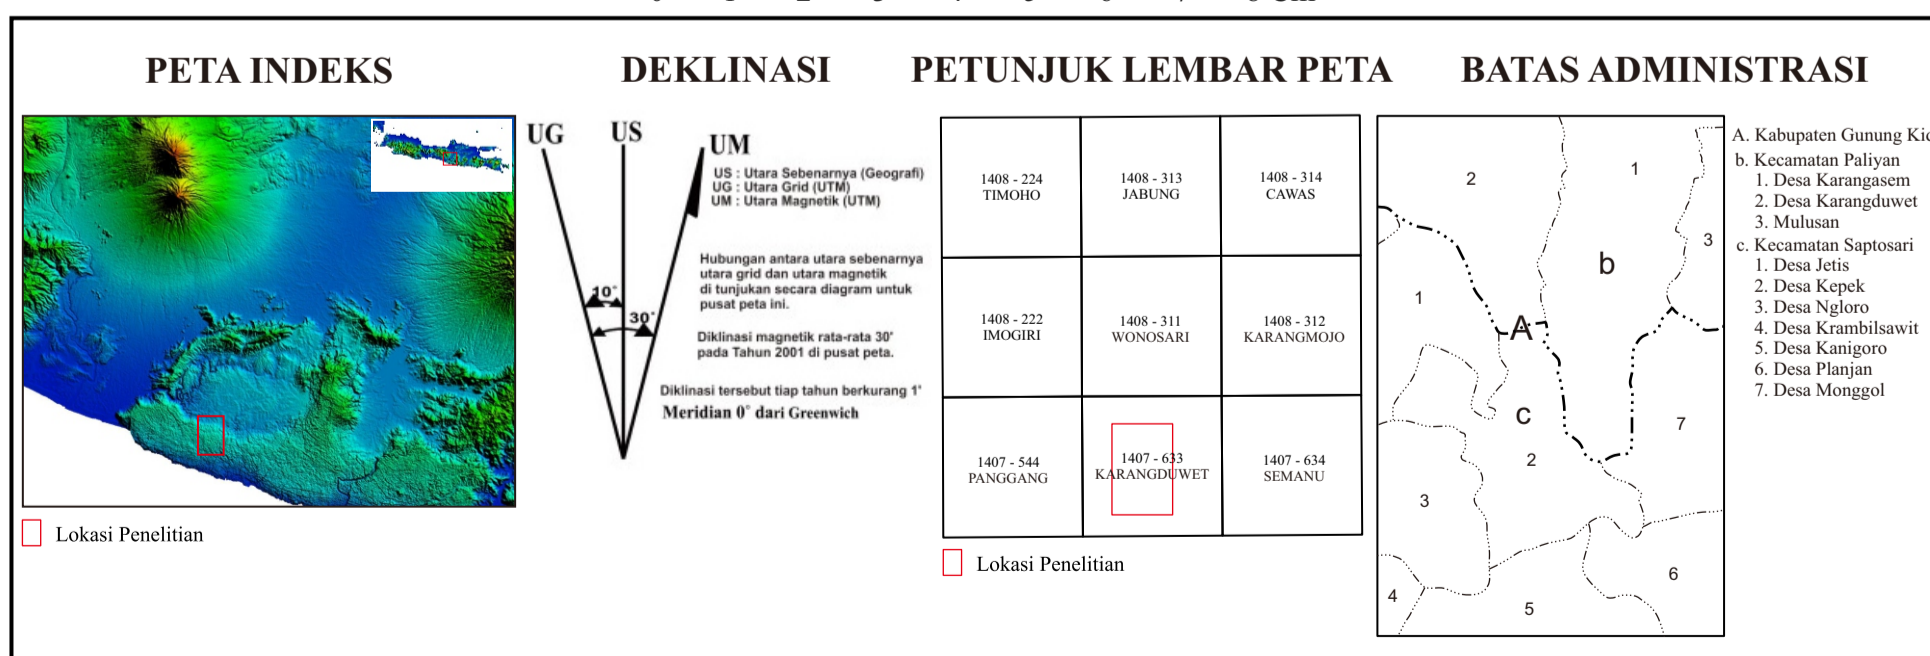 PETA INDEKS
DEKLINASI
PETUNJUK LEMBAR PETA
BATAS ADMINISTRASI
Lokasi Penelitian
UG
US
UM
US : Utara Sebenarnya (Geografi)
UG : Utara Grid (UTM)
UM : Utara Magnetik (UTM)
Hubungan antara utara sebenarnya
utara grid dan utara magnetik
di tunjukan secara diagram untuk
pusat peta ini.
10°
30°
Diklinasi magnetik rata-rata 30°
pada Tahun 2001 di pusat peta.
Diklinasi tersebut tiap tahun berkurang 1°
Meridian 0° dari Greenwich
1408 - 224
TIMOHO
1408 - 313
JABUNG
1408 - 314
CAWAS
1408 - 222
IMOGIRI
1408 - 311
WONOSARI
1408 - 312
KARANGMOJO
1407 - 544
PANGGANG
1407 - 633
KARANGDUWET
1407 - 634
SEMANU
Lokasi Penelitian
2
1
3
b
1
A
c
7
2
3
6
4
5
A. Kabupaten Gunung
b. Kecamatan Paliyan
1. Desa Karangasem
2. Desa Karangduwet
3. Mulusan
c. Kecamatan Saptosari
1. Desa Jetis
2. Desa Kepek
3. Desa Ngloro
4. Desa Krambilsawit
5. Desa Kanigoro
6. Desa Planjan
7. Desa Monggol